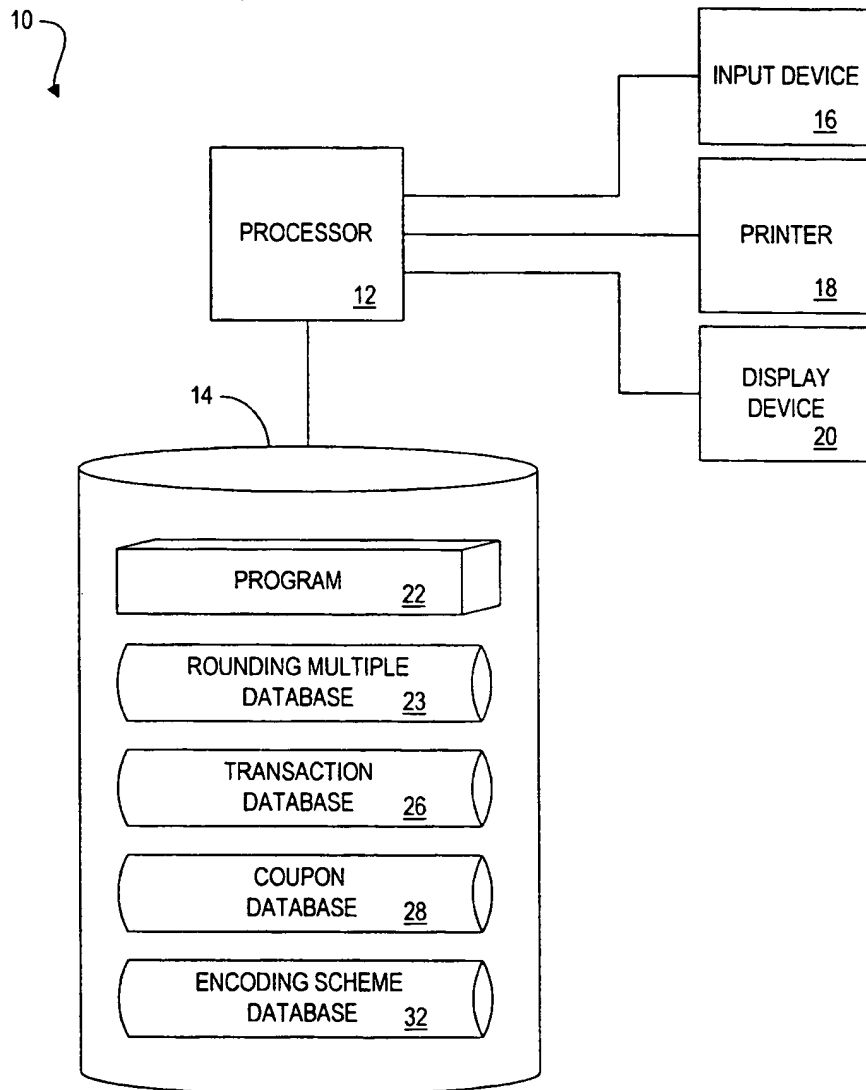 10
INPUT DEVICE
16
PROCESSOR
12
PRINTER
18
DISPLAY
DEVICE
20
14
PROGRAM
22
ROUNDING MULTIPLE
DATABASE
23
TRANSACTION
DATABASE
26
COUPON
DATABASE
28
ENCODING SCHEME
DATABASE
32